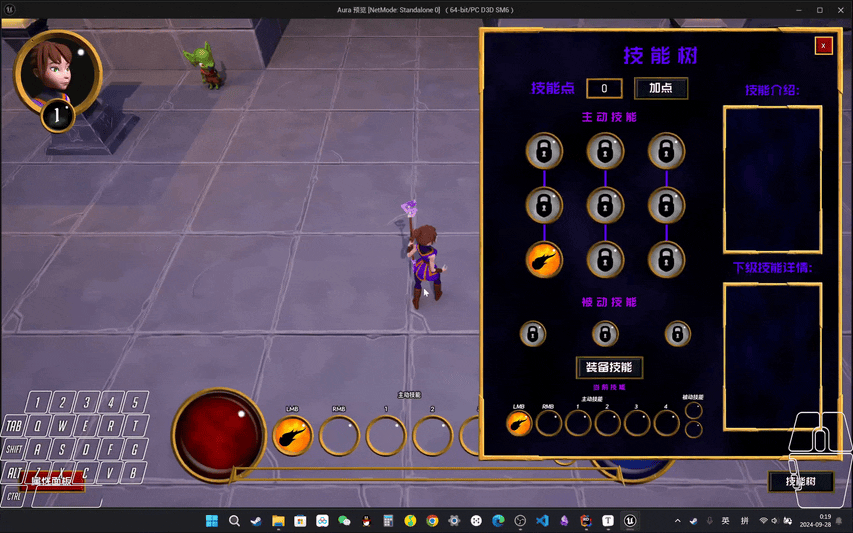 Aura 预览 [NetMode: Standalone 0] ( 64-bit/PC D3D SM6 )
技能树
x
技能点 0 加点
技能介绍:
主动技能
1
下级技能详情:
被动技能
装备技能
当前技能
主动技能
LMB RMB 1 2
主动技能
被动技能
LMB RMB 1 2 3 4
1 2 3 4 5
TAB Q W E R T
SHIFT A S D F G
ALT Z X C V B
CTRL
属性面板
技能树
英 拼
0:19
2024-09-28